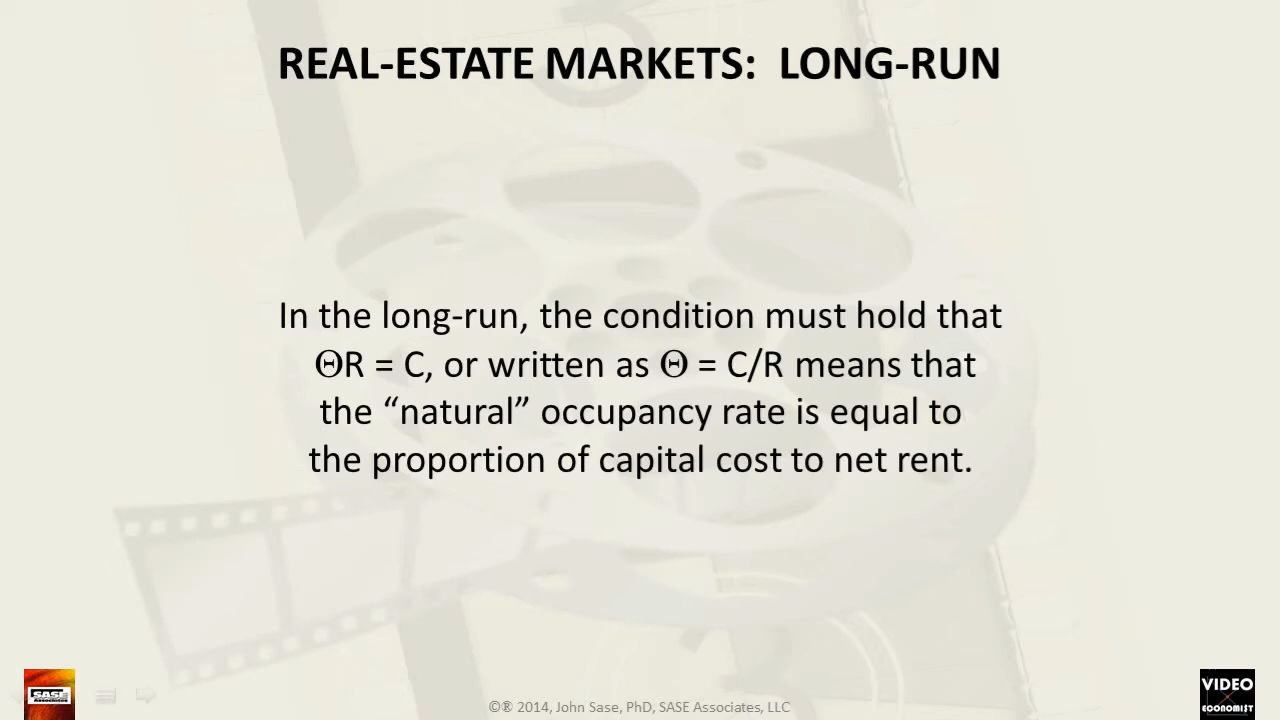 REAL-ESTATE MARKETS: LONG-RUN
In the long-run, the condition must hold that
ΘR = C, or written as Θ = C/R means that
the “natural” occupancy rate is equal to
the proportion of capital cost to net rent.
SASE
ASSOCIATES
©® 2014, John Sase, PhD, SASE Associates, LLC
VIDEO
ECONOMIST